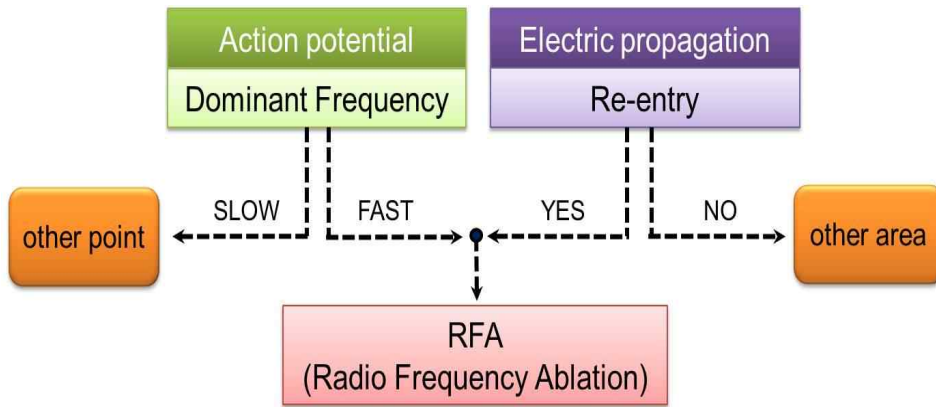 Action potential
Dominant Frequency
Electric propagation
Re-entry
SLOW
FAST
YES
NO
other point
other area
RFA
(Radio Frequency Ablation)